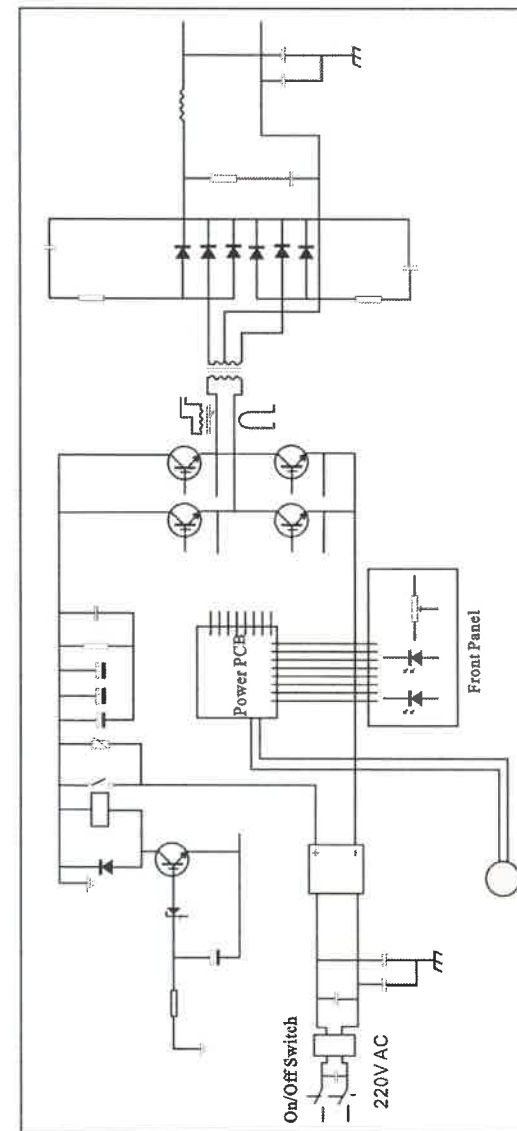 On/Off Switch
220V AC
+
-
Power PCB
Front Panel